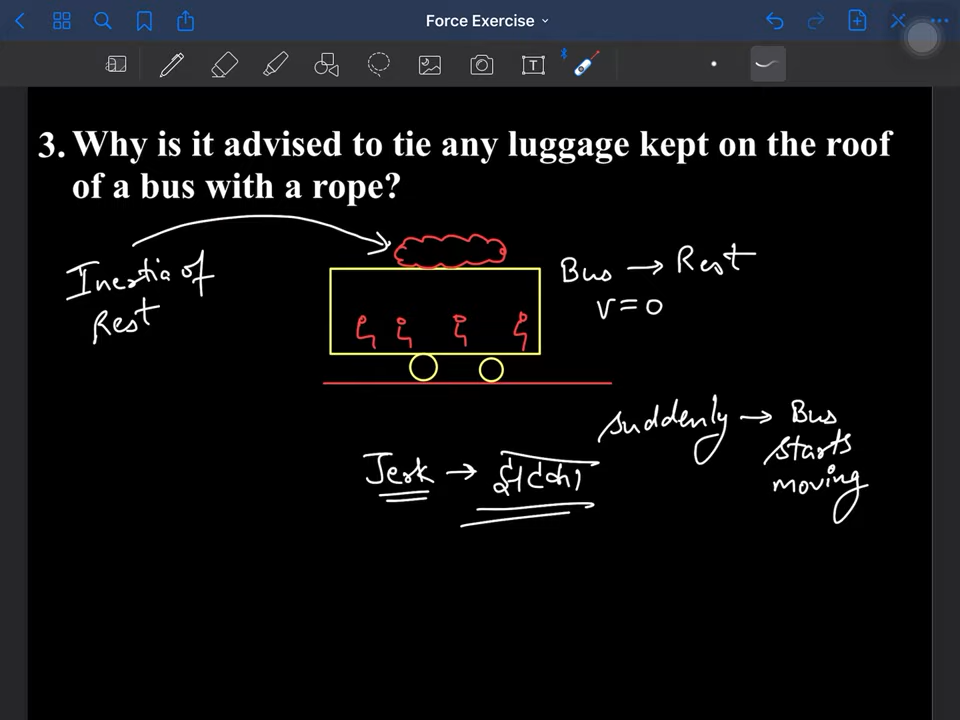 Force Exercise
T
3. Why is it advised to tie any luggage kept on the roof
of a bus with a rope?
Inertia of
Rest
Bus → Rest
v = 0
suddenly → Bus
starts
moving
Jerk → झटका